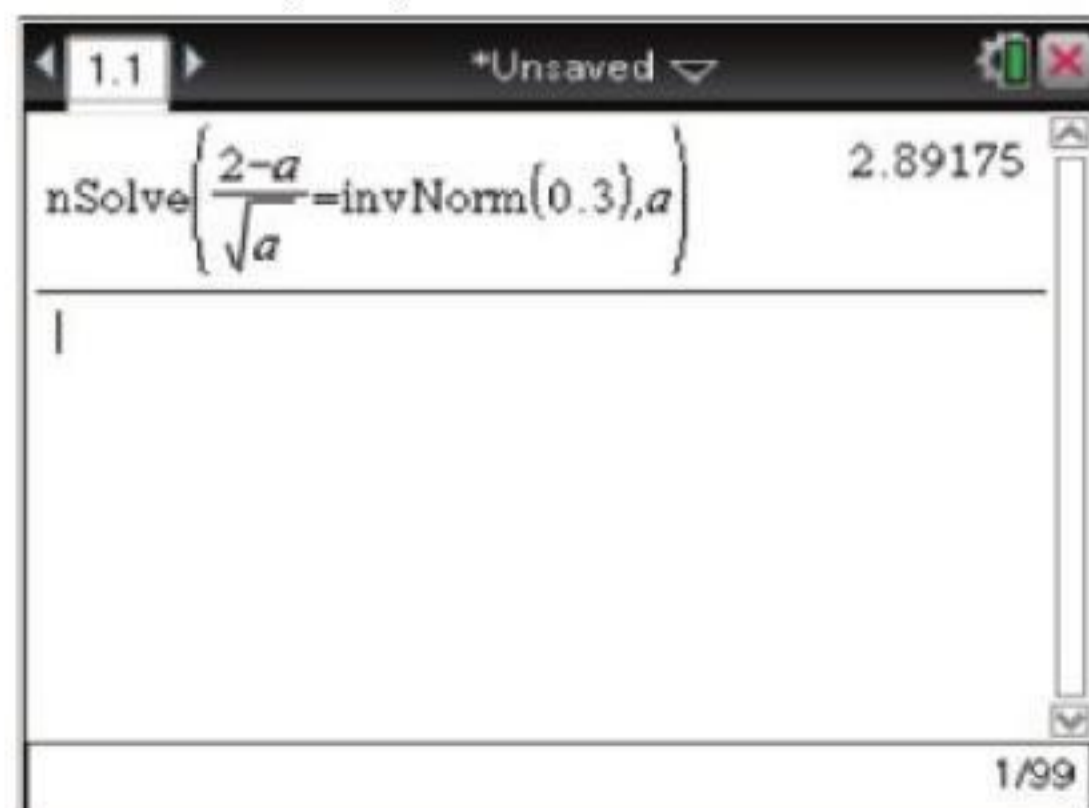 1.1 *Unsaved
nSolve((2-a)/√a=invNorm(0.3),a) 2.89175
1/99